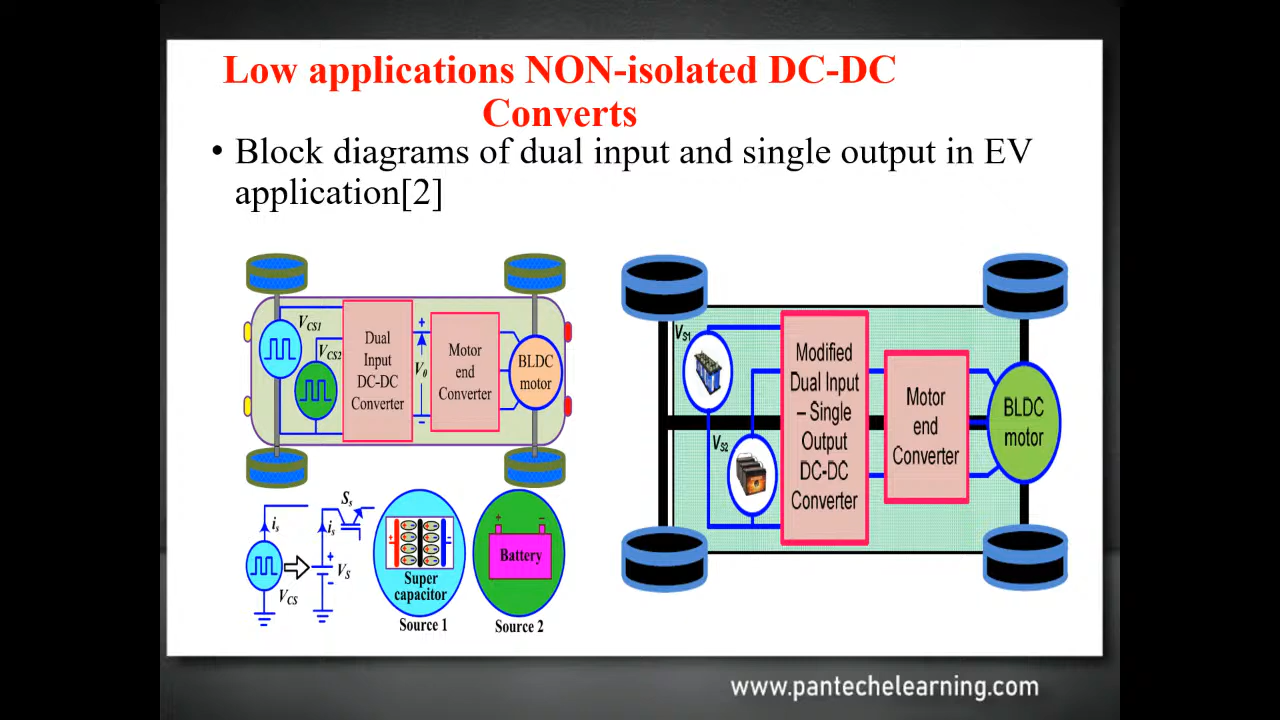 Low applications NON-isolated DC-DC
Converts
• Block diagrams of dual input and single output in EV
application[2]
VCS1
VCS2
Dual
Input
DC-DC
Converter
+
V0
-
Motor
end
Converter
BLDC
motor
is
VCS
is
Ss
+
VS
-
+
-
Super
capacitor
Source 1
+
-
Battery
Source 2
VS1
VS2
Modified
Dual Input
– Single
Output
DC-DC
Converter
Motor
end
Converter
BLDC
motor
www.pantechelearning.com